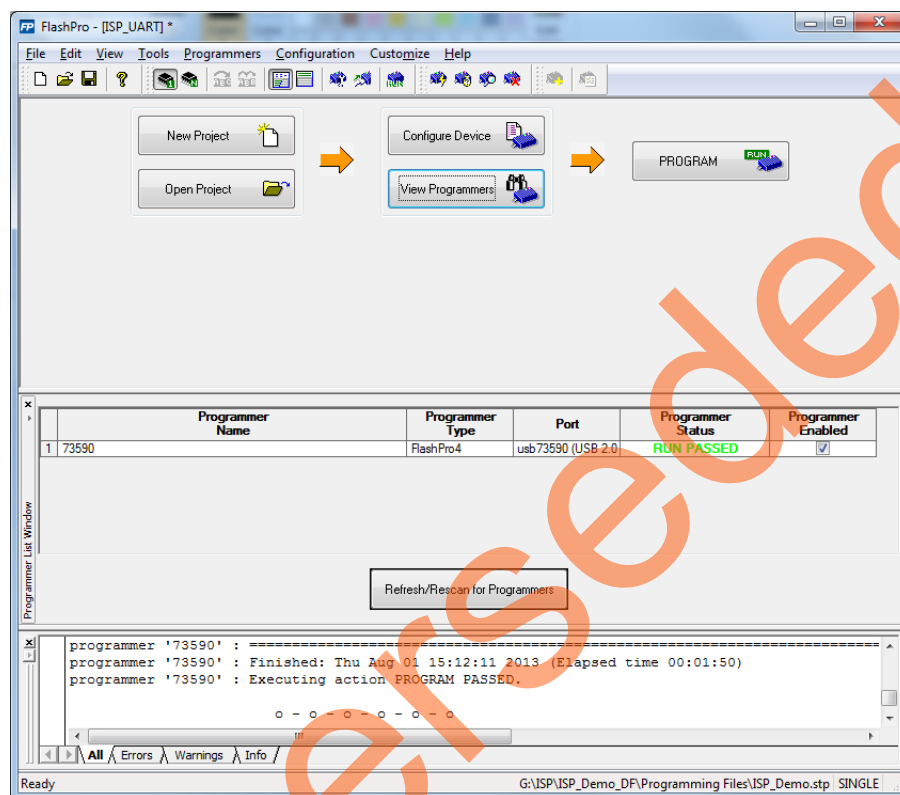 FP FlashPro - [[ISP_UART] *
File Edit View Tools Programmers Configuration Customize Help
RUN
New Project
Configure Device
PROGRAM
RUN
Open Project
View Programmers
Programmer Name
Programmer Type
Port
Programmer Status
Programmer Enabled
1 73590 FlashPro4 usb73590 (USB 2.0 RUN PASSED
Programmer List Window
Refresh/Rescan for Programmers
programmer '73590' : ================================================================
programmer '73590' : Finished: Thu Aug 01 15:12:11 2013 (Elapsed time 00:01:50)
programmer '73590' : Executing action PROGRAM PASSED.
o - o - o - o - o - o
All Errors Warnings Info
Ready G:\ISP\ISP_Demo_DF\Programming Files\ISP_Demo.stp SINGLE
ersede